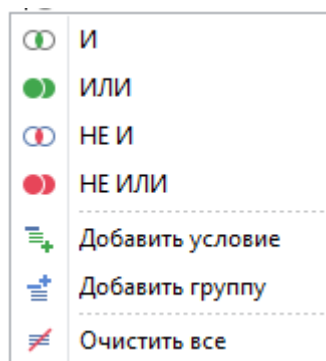 И
ИЛИ
НЕ И
НЕ ИЛИ
Добавить условие
Добавить группу
Очистить все